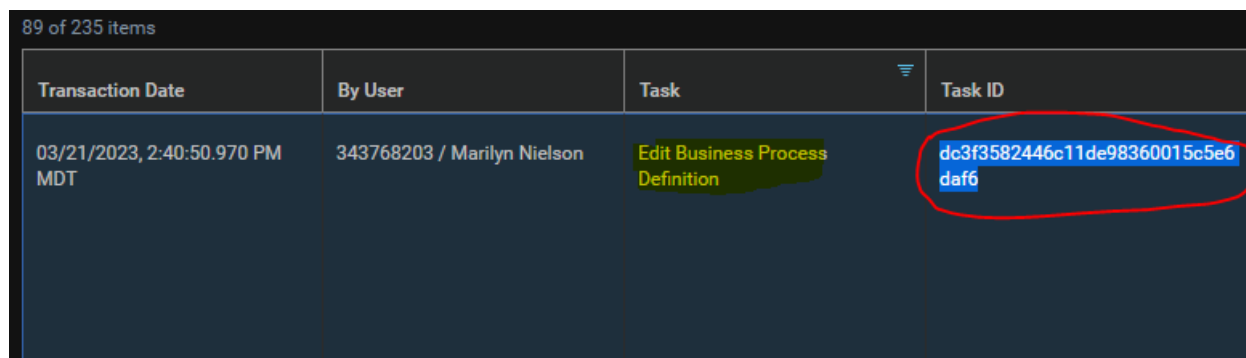 89 of 235 items
Transaction Date
By User
Task
Task ID
03/21/2023, 2:40:50.970 PM
MDT
343768203 / Marilyn Nielson
Edit Business Process
Definition
dc3f3582446c11de98360015c5e6
daf6